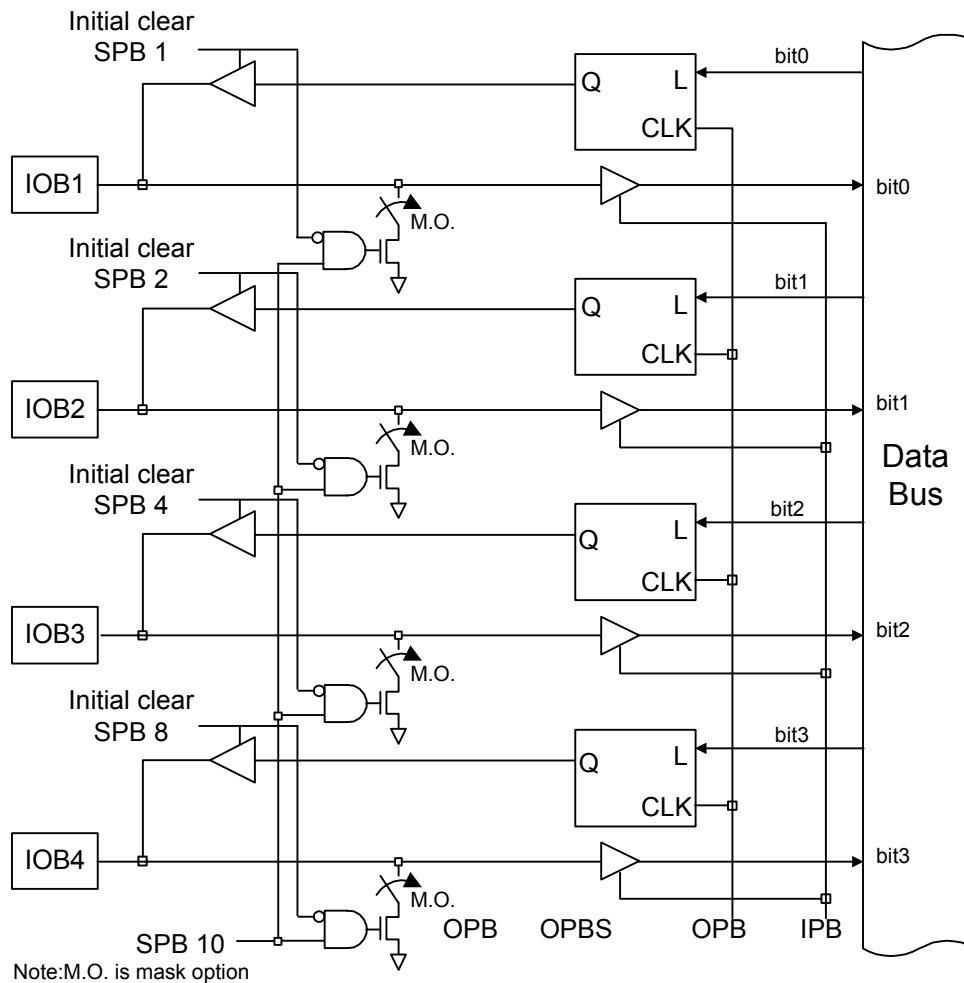 Initial clear
SPB 1
bit0
Q
L
CLK
IOB1
bit0
M.O.
Initial clear
SPB 2
bit1
Q
L
CLK
IOB2
bit1
M.O.
Data
Bus
Initial clear
SPB 4
bit2
Q
L
CLK
IOB3
bit2
M.O.
Initial clear
SPB 8
bit3
Q
L
CLK
IOB4
bit3
M.O.
SPB 10
OPB
OPBS
OPB
IPB
Note:M.O. is mask option